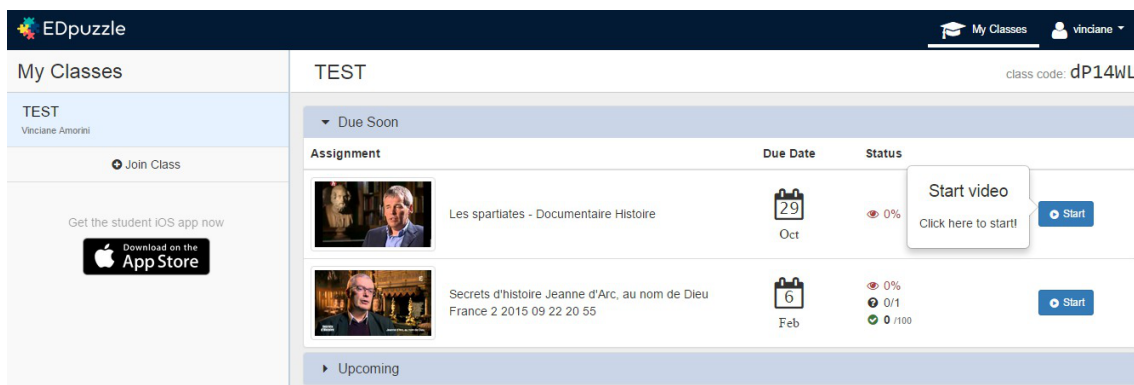 EDpuzzle
My Classes
vinciane
My Classes
TEST
Vinciane Amorini
Join Class
Get the student iOS app now
Download on the
App Store
TEST
class code: dP14WL
Due Soon
Assignment
Due Date
Status
Les spartiates - Documentaire Histoire
29
Oct
0%
Start video
Click here to start!
Start
Secrets d'histoire Jeanne d'Arc, au nom de Dieu
France 2 2015 09 22 20 55
6
Feb
0%
0/1
0 /100
Start
Upcoming